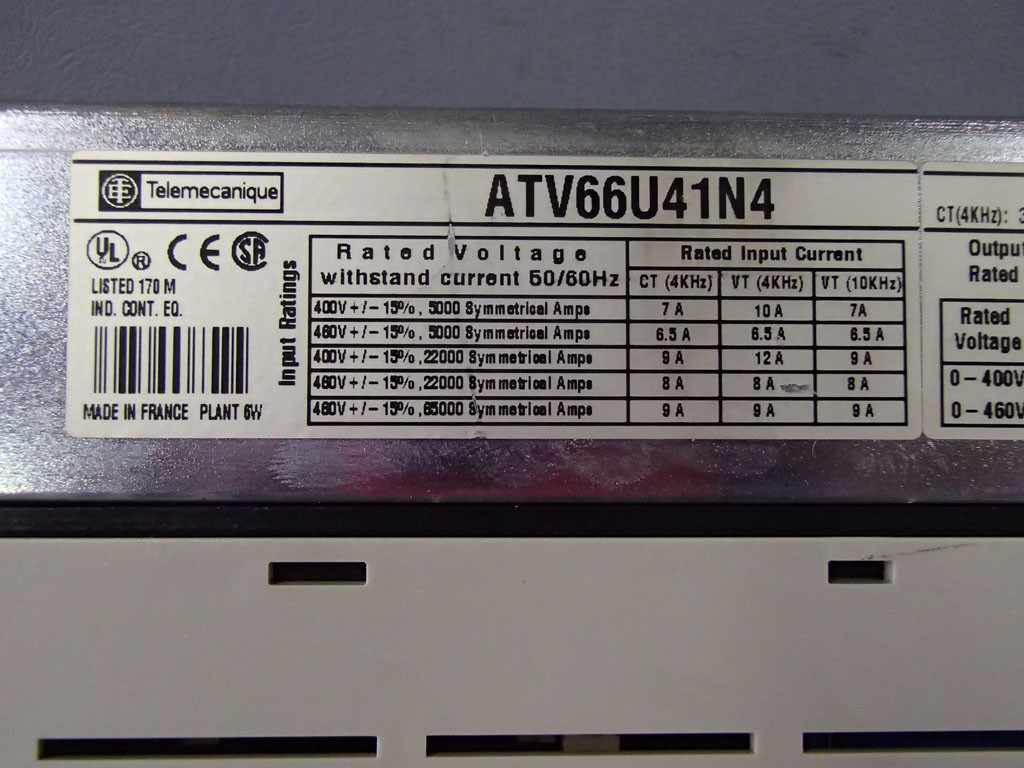 Telemecanique
ATV66U41N4
UL ® CE SA
LISTED 170 M
IND. CONT. EQ.
MADE IN FRANCE PLANT 6W
Input Ratings
Rated Voltage Rated Input Current
withstand current 50/60Hz CT (4KHz) VT (4KHz) VT (10KHz)
400V +/- 15%, 5000 Symmetrical Amps 7 A 10 A 7A
460V +/- 15%, 5000 Symmetrical Amps 6.5 A 6.5 A 6.5 A
400V +/- 15%, 22000 Symmetrical Amps 9 A 12 A 9 A
460V +/- 15%, 22000 Symmetrical Amps 8 A 8 A 8 A
460V +/- 15%, 65000 Symmetrical Amps 9 A 9 A 9 A
CT(4KHz): 3
Output
Rated
Rated
Voltage
0-400V
0-460V